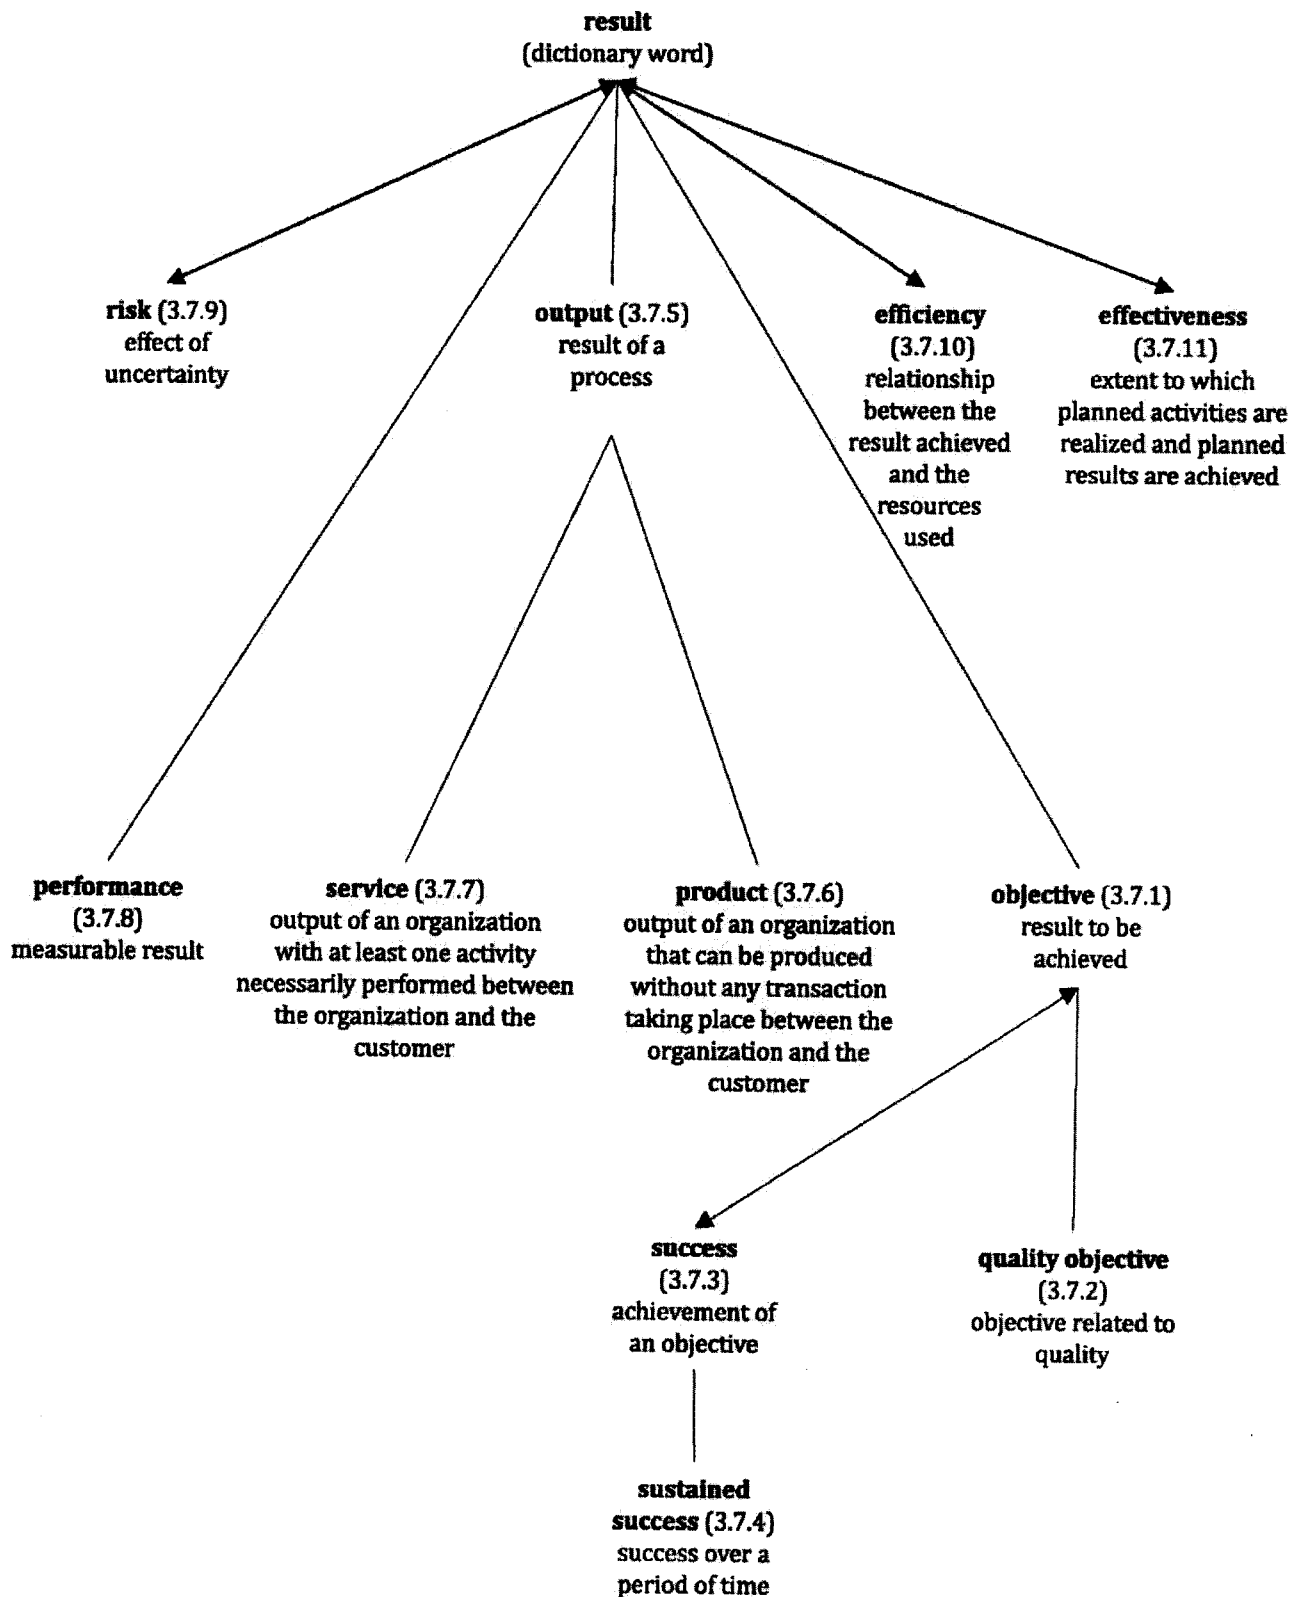 result
(dictionary word)
risk (3.7.9)
effect of
uncertainty
output (3.7.5)
result of a
process
efficiency
(3.7.10)
relationship
between the
result achieved
and the
resources
used
effectiveness
(3.7.11)
extent to which
planned activities are
realized and planned
results are achieved
performance
(3.7.8)
measurable result
service (3.7.7)
output of an organization
with at least one activity
necessarily performed between
the organization and the
customer
product (3.7.6)
output of an organization
that can be produced
without any transaction
taking place between the
organization and the
customer
objective (3.7.1)
result to be
achieved
success
(3.7.3)
achievement of
an objective
quality objective
(3.7.2)
objective related to
quality
sustained
success (3.7.4)
success over a
period of time